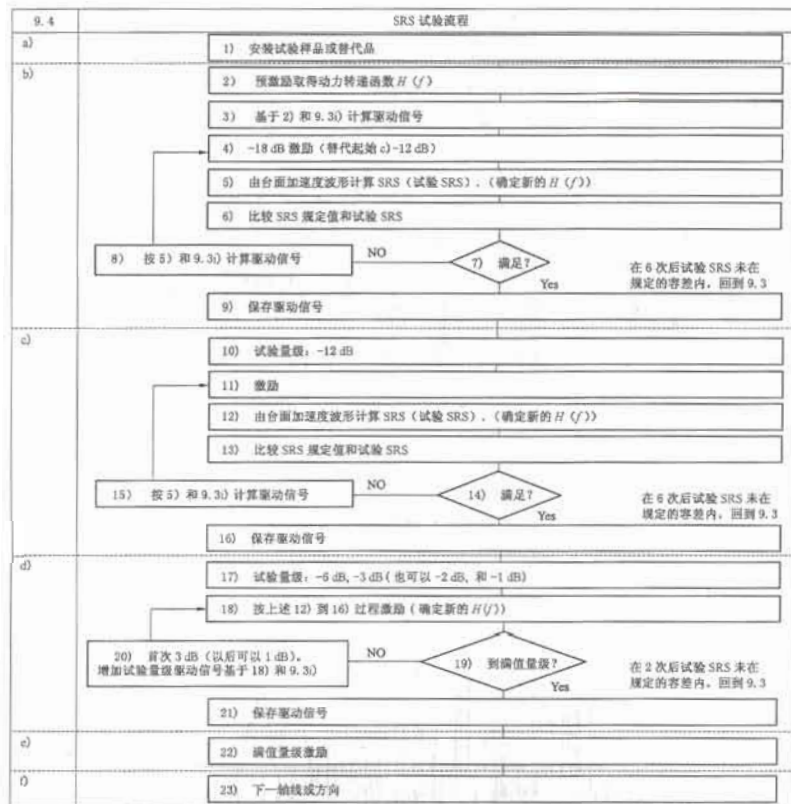 9.4 SRS 试验流程
a)
1) 安装试验样品或替代品
b)
2) 预激励取得动力转递函数 H (f)
3) 基于 2) 和 9.3i) 计算驱动信号
4) -18 dB 激励（替代起始 c)-12 dB）
5) 由台面加速度波形计算 SRS（试验 SRS）.（确定新的 H (f)）
6) 比较 SRS 规定值和试验 SRS
8) 按 5) 和 9.3i) 计算驱动信号
NO
7) 满足？
Yes
在 6 次后试验 SRS 未在
规定的容差内，回到 9.3
9) 保存驱动信号
c)
10) 试验量级：-12 dB
11) 激励
12) 由台面加速度波形计算 SRS（试验 SRS）.（确定新的 H (f)）
13) 比较 SRS 规定值和试验 SRS
15) 按 5) 和 9.3i) 计算驱动信号
NO
14) 满足？
Yes
在 6 次后试验 SRS 未在
规定的容差内，回到 9.3
16) 保存驱动信号
d)
17) 试验量级：-6 dB, -3 dB（也可以 -2 dB, 和 -1 dB）
18) 按上述 12) 到 16) 过程激励（确定新的 H(f)）
20) 首次 3 dB（以后可以 1 dB）。
增加试验量级驱动信号基于 18) 和 9.3i)
NO
19) 到满值量级？
Yes
在 2 次后试验 SRS 未在
规定的容差内，回到 9.3
21) 保存驱动信号
e)
22) 满值量级激励
f)
23) 下一轴线或方向